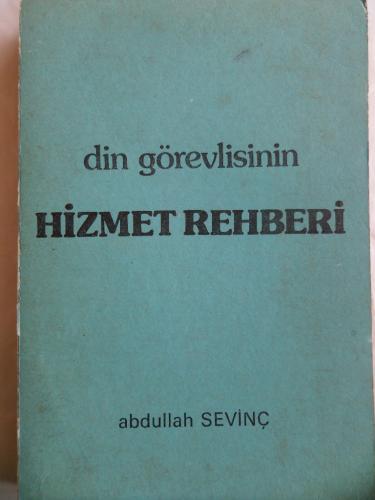 din görevlisinin
HİZMET REHBERİ
abdullah SEVİNÇ